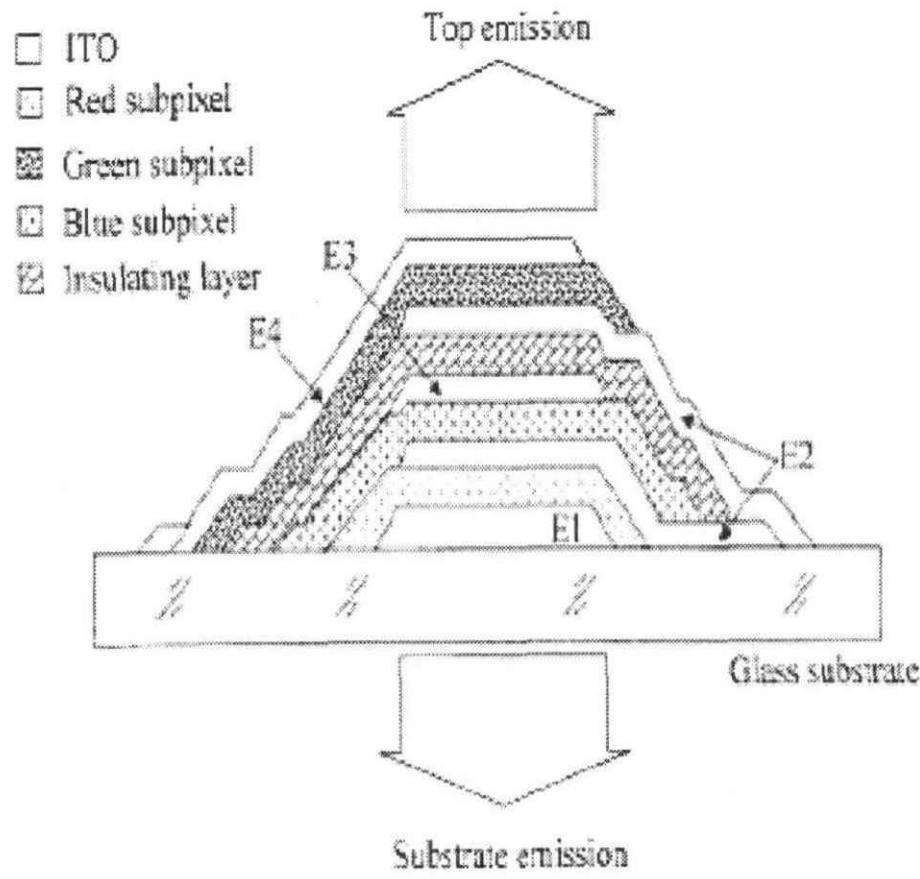 Top emission
ITO
Red subpixel
Green subpixel
Blue subpixel
Insulating layer
E3
E4
E2
E1
Glass substrate
Substrate emission